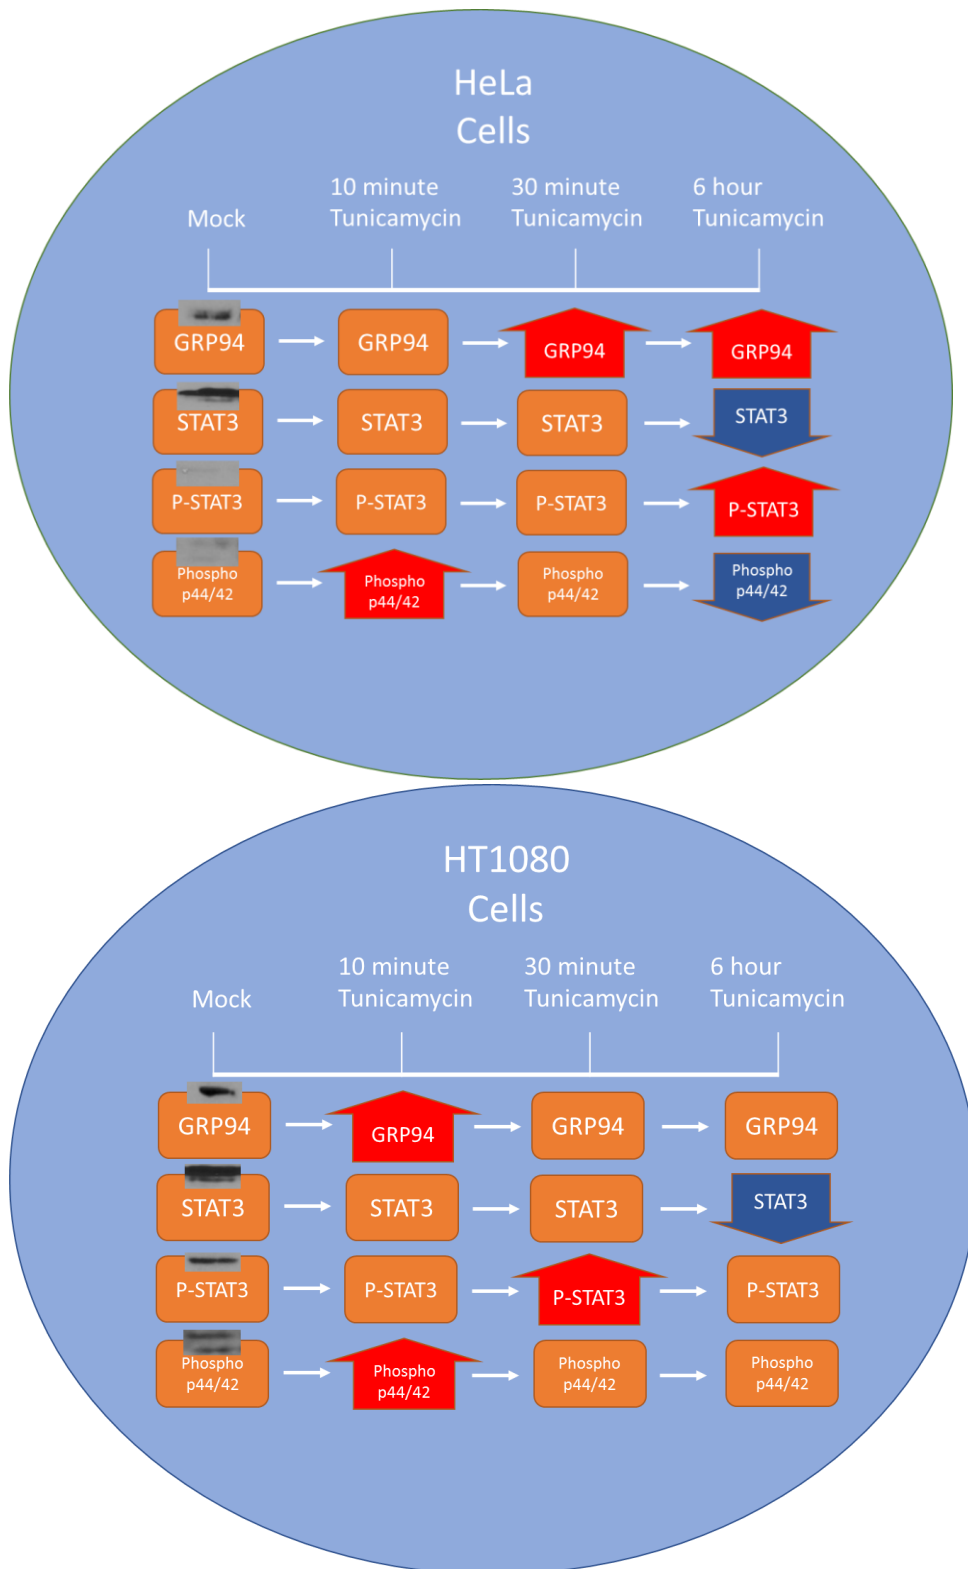 HeLa
Cells
Mock
10 minute
Tunicamycin
30 minute
Tunicamycin
6 hour
Tunicamycin
GRP94
GRP94
GRP94
GRP94
STAT3
STAT3
STAT3
STAT3
P-STAT3
P-STAT3
P-STAT3
P-STAT3
Phospho
p44/42
Phospho
p44/42
Phospho
p44/42
Phospho
p44/42
HT1080
Cells
Mock
10 minute
Tunicamycin
30 minute
Tunicamycin
6 hour
Tunicamycin
GRP94
GRP94
GRP94
GRP94
STAT3
STAT3
STAT3
STAT3
P-STAT3
P-STAT3
P-STAT3
P-STAT3
Phospho
p44/42
Phospho
p44/42
Phospho
p44/42
Phospho
p44/42